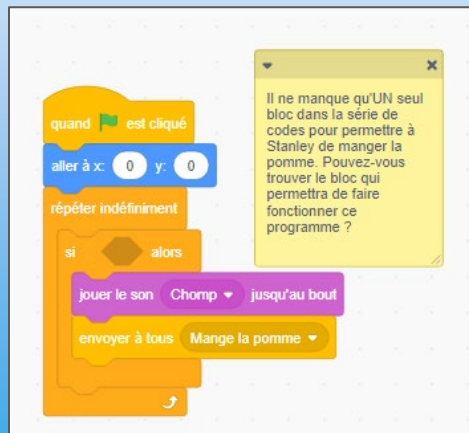 quand est cliqué
aller à x: 0 y: 0
répéter indéfiniment
si alors
jouer le son Chomp jusqu'au bout
envoyer à tous Mange la pomme
Il ne manque qu'UN seul
bloc dans la série de
codes pour permettre à
Stanley de manger la
pomme. Pouvez-vous
trouver le bloc qui
permettra de faire
fonctionner ce
programme ?